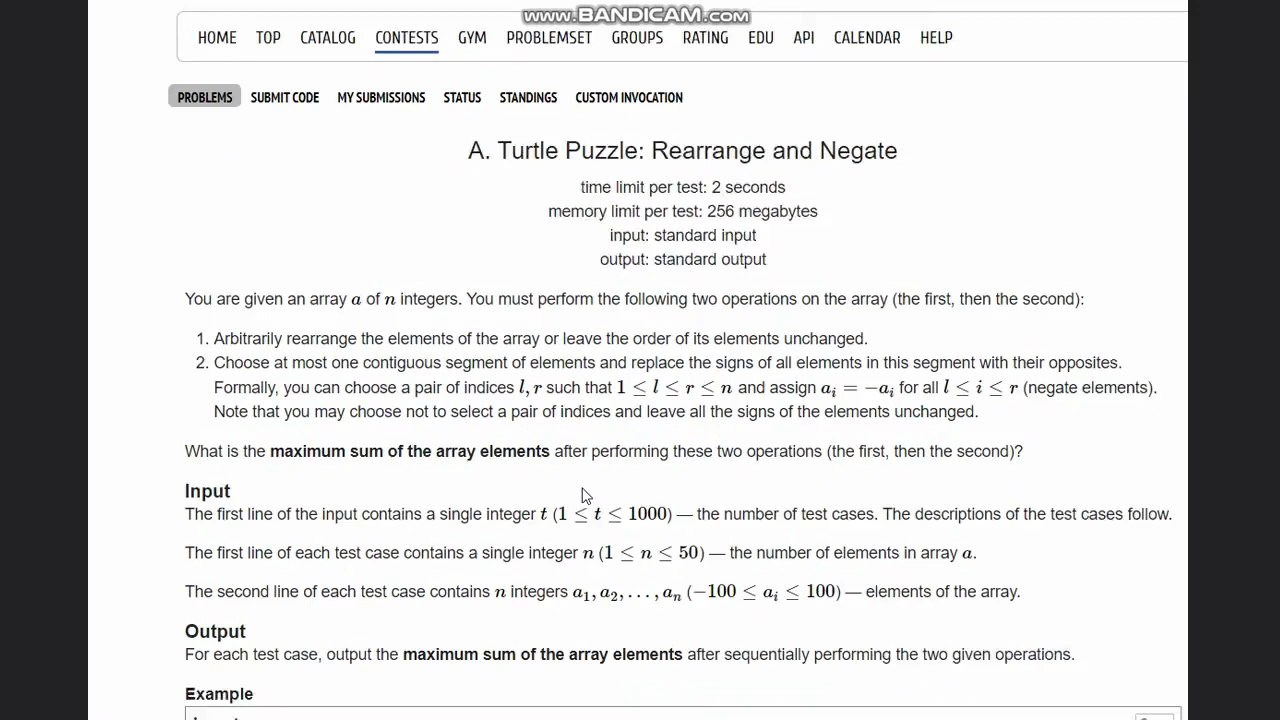 www.BANDICAM.com
HOME TOP CATALOG CONTESTS GYM PROBLEMSET GROUPS RATING EDU API CALENDAR HELP
PROBLEMS SUBMIT CODE MY SUBMISSIONS STATUS STANDINGS CUSTOM INVOCATION
A. Turtle Puzzle: Rearrange and Negate
time limit per test: 2 seconds
memory limit per test: 256 megabytes
input: standard input
output: standard output
You are given an array a of n integers. You must perform the following two operations on the array (the first, then the second):
1. Arbitrarily rearrange the elements of the array or leave the order of its elements unchanged.
2. Choose at most one contiguous segment of elements and replace the signs of all elements in this segment with their opposites.
Formally, you can choose a pair of indices l, r such that 1 ≤ l ≤ r ≤ n and assign a_i = −a_i for all l ≤ i ≤ r (negate elements).
Note that you may choose not to select a pair of indices and leave all the signs of the elements unchanged.
What is the maximum sum of the array elements after performing these two operations (the first, then the second)?
Input
The first line of the input contains a single integer t (1 ≤ t ≤ 1000) — the number of test cases. The descriptions of the test cases follow.
The first line of each test case contains a single integer n (1 ≤ n ≤ 50) — the number of elements in array a.
The second line of each test case contains n integers a_1, a_2, ..., a_n (−100 ≤ a_i ≤ 100) — elements of the array.
Output
For each test case, output the maximum sum of the array elements after sequentially performing the two given operations.
Example